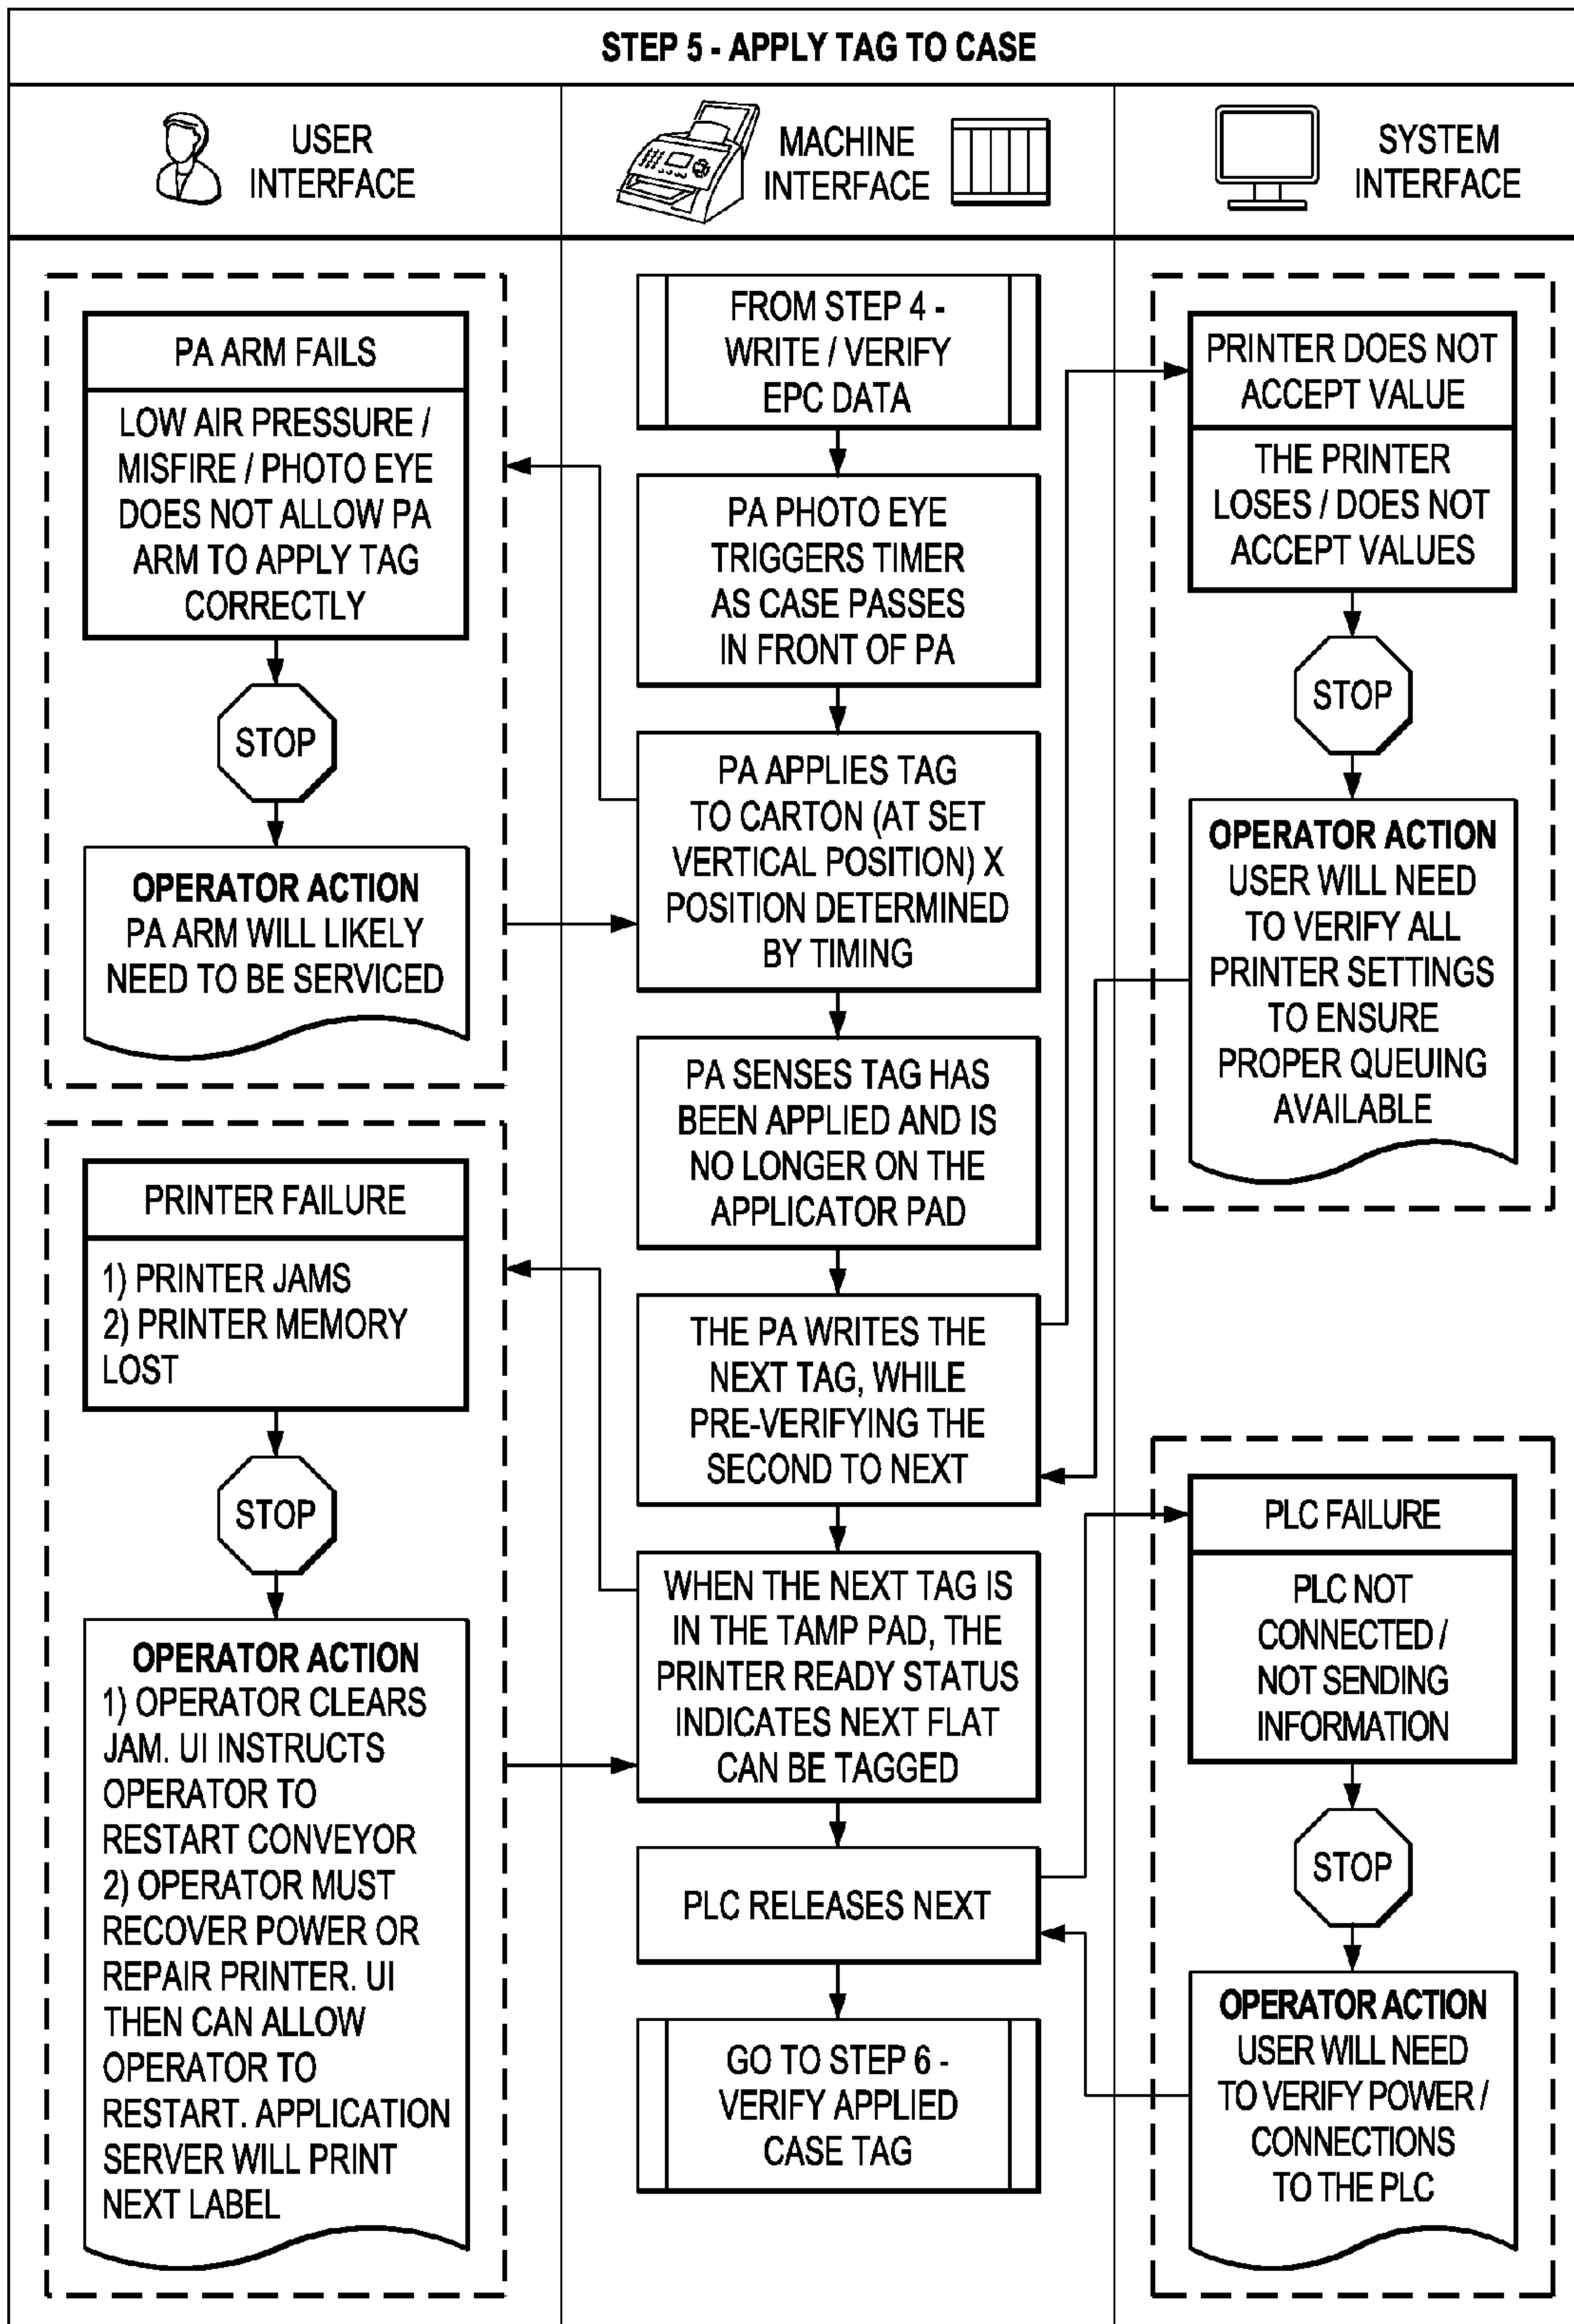 STEP 5 - APPLY TAG TO CASE
USER
INTERFACE
MACHINE
INTERFACE
SYSTEM
INTERFACE
PA ARM FAILS
LOW AIR PRESSURE /
MISFIRE / PHOTO EYE
DOES NOT ALLOW PA
ARM TO APPLY TAG
CORRECTLY
STOP
OPERATOR ACTION
PA ARM WILL LIKELY
NEED TO BE SERVICED
PRINTER FAILURE
1) PRINTER JAMS
2) PRINTER MEMORY
LOST
STOP
OPERATOR ACTION
1) OPERATOR CLEARS
JAM. UI INSTRUCTS
OPERATOR TO
RESTART CONVEYOR
2) OPERATOR MUST
RECOVER POWER OR
REPAIR PRINTER. UI
THEN CAN ALLOW
OPERATOR TO
RESTART. APPLICATION
SERVER WILL PRINT
NEXT LABEL
FROM STEP 4 -
WRITE / VERIFY
EPC DATA
PA PHOTO EYE
TRIGGERS TIMER
AS CASE PASSES
IN FRONT OF PA
PA APPLIES TAG
TO CARTON (AT SET
VERTICAL POSITION) X
POSITION DETERMINED
BY TIMING
PA SENSES TAG HAS
BEEN APPLIED AND IS
NO LONGER ON THE
APPLICATOR PAD
THE PA WRITES THE
NEXT TAG, WHILE
PRE-VERIFYING THE
SECOND TO NEXT
WHEN THE NEXT TAG IS
IN THE TAMP PAD, THE
PRINTER READY STATUS
INDICATES NEXT FLAT
CAN BE TAGGED
PLC RELEASES NEXT
GO TO STEP 6 -
VERIFY APPLIED
CASE TAG
PRINTER DOES NOT
ACCEPT VALUE
THE PRINTER
LOSES / DOES NOT
ACCEPT VALUES
STOP
OPERATOR ACTION
USER WILL NEED
TO VERIFY ALL
PRINTER SETTINGS
TO ENSURE
PROPER QUEUING
AVAILABLE
PLC FAILURE
PLC NOT
CONNECTED /
NOT SENDING
INFORMATION
STOP
OPERATOR ACTION
USER WILL NEED
TO VERIFY POWER /
CONNECTIONS
TO THE PLC